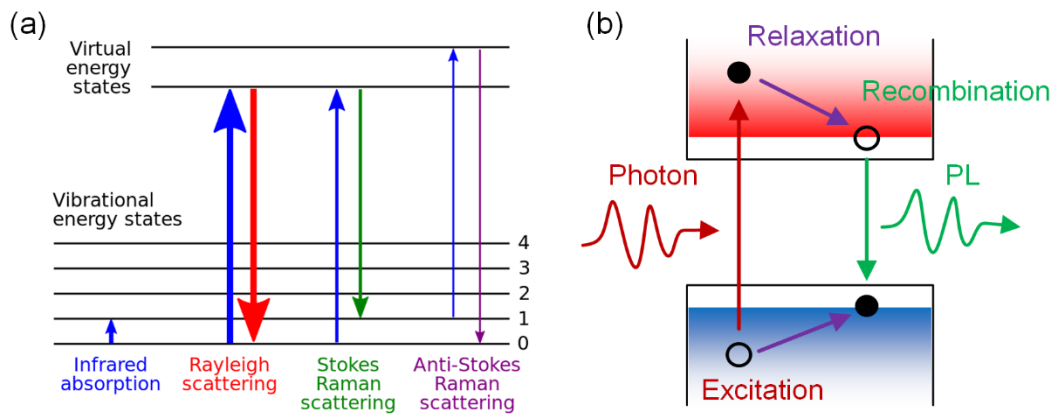 (a)
Virtual
energy
states
Vibrational
energy states
4
3
2
1
0
Infrared
absorption
Rayleigh
scattering
Stokes
Raman
scattering
Anti-Stokes
Raman
scattering
(b)
Relaxation
Recombination
Photon
PL
Excitation